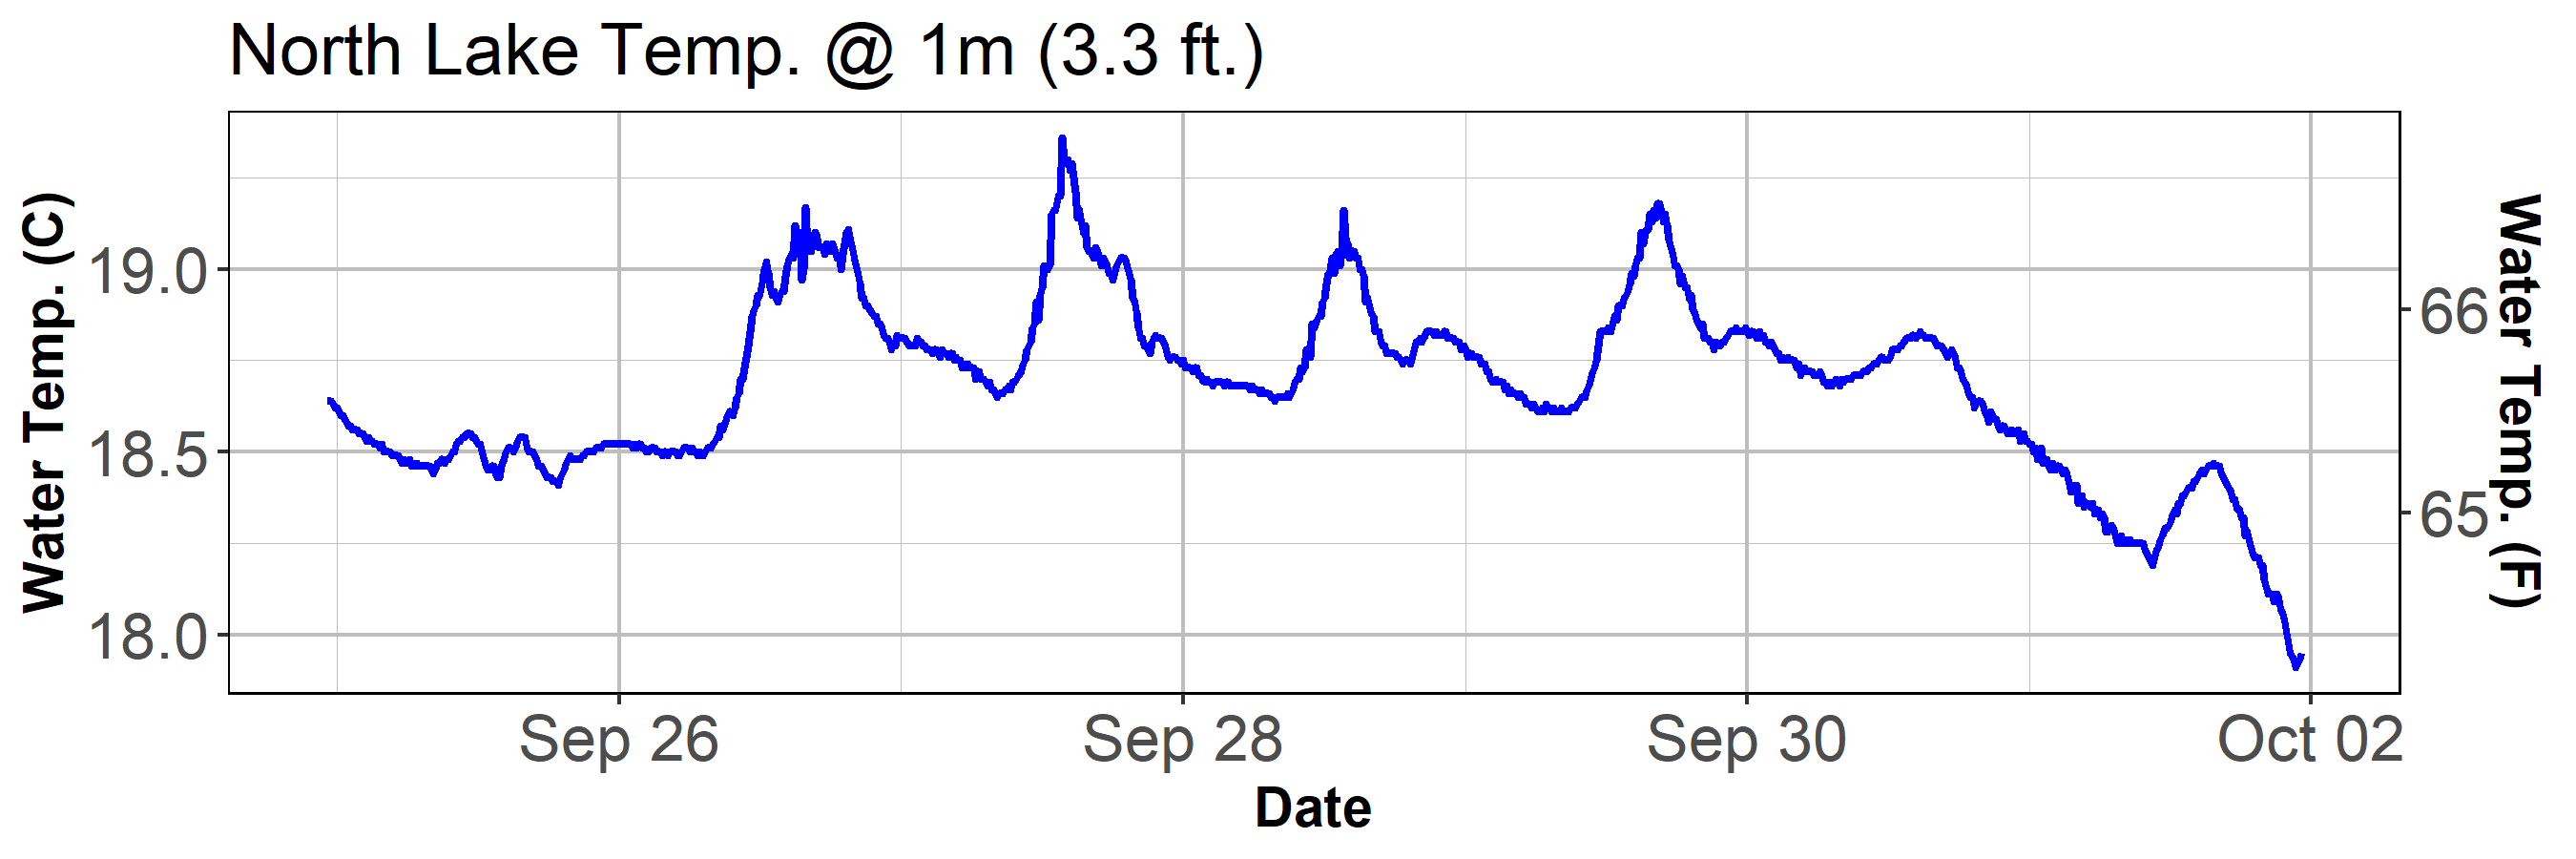 North Lake Temp. @ 1m (3.3 ft.)
Water Temp. (C)
19.0
18.5
18.0
66
65
Water Temp. (F)
Sep 26
Sep 28
Sep 30
Oct 02
Date